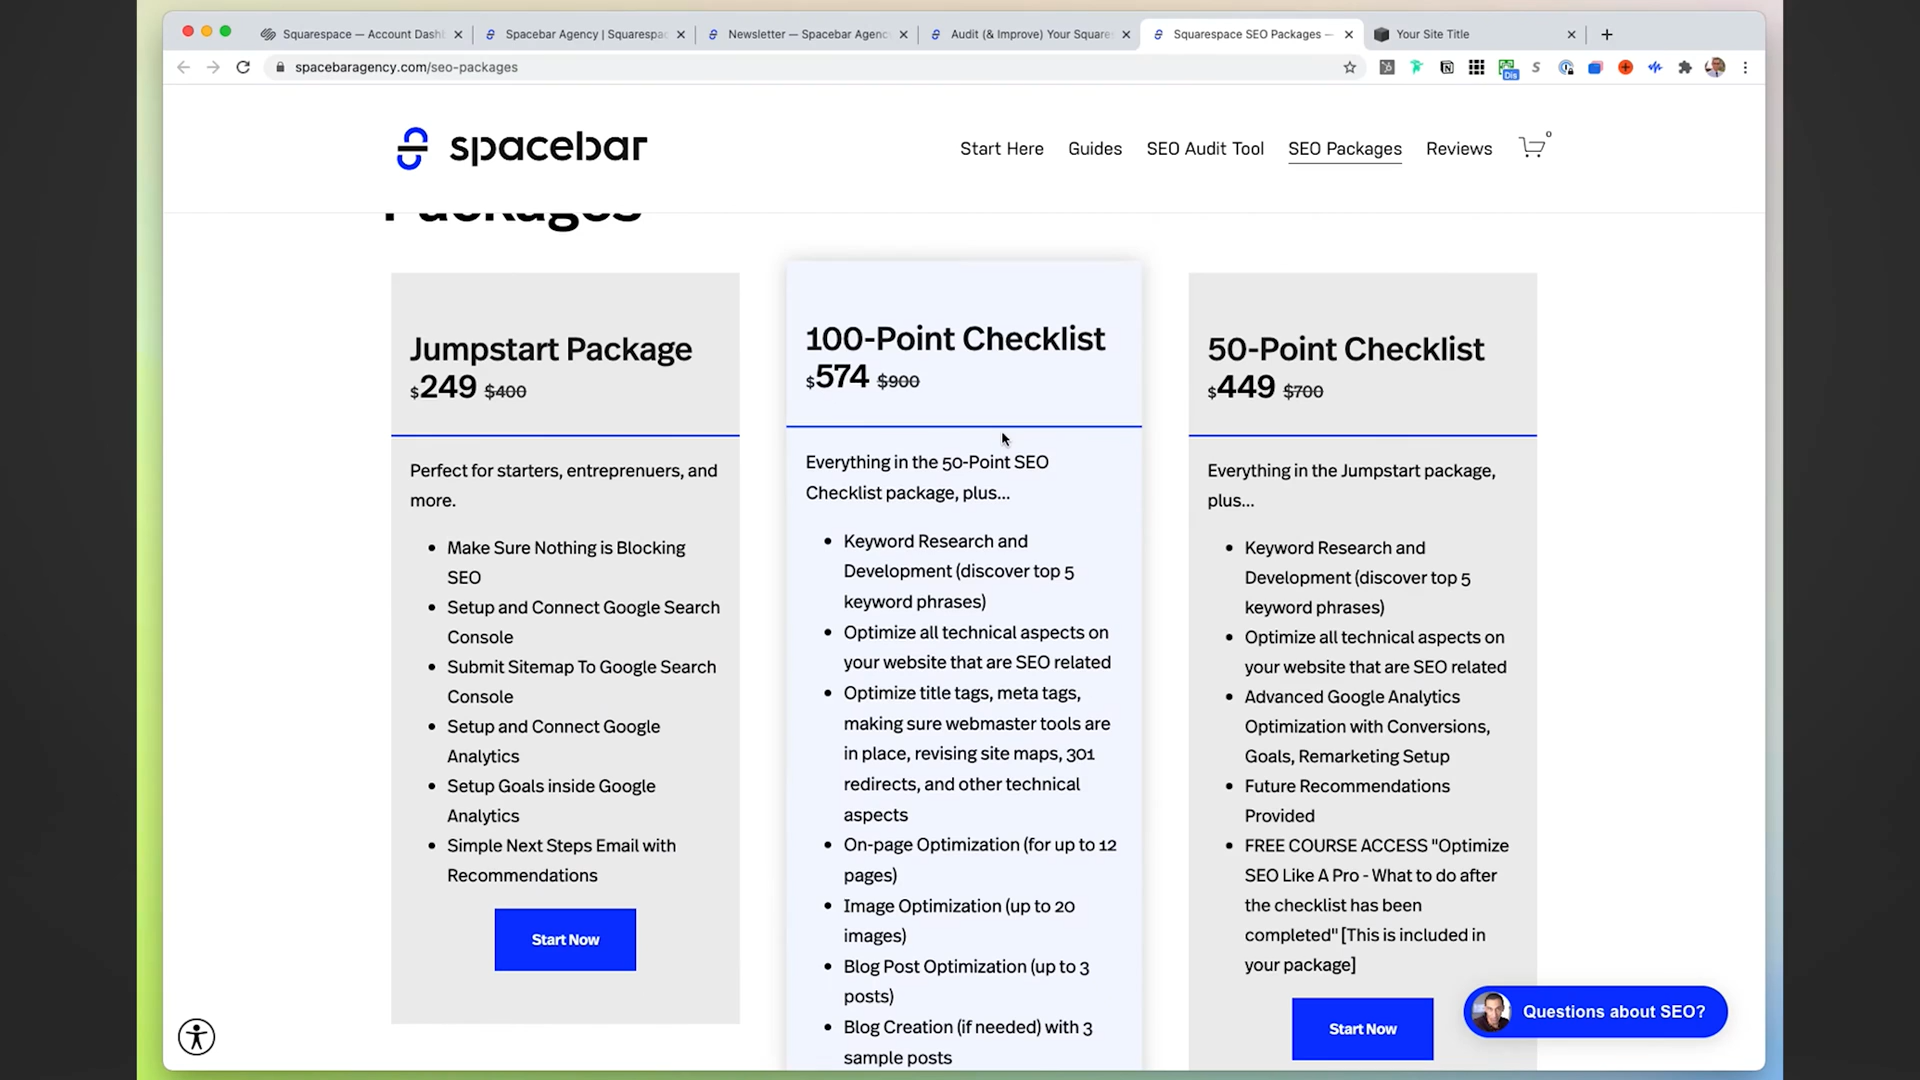 Squarespace — Account Dash
Spacebar Agency | Squarespac
Newsletter — Spacebar Agenc
Audit (& Improve) Your Square
Squarespace SEO Packages —
Your Site Title
spacebaragency.com/seo-packages
Dis
spacebar
Start Here
Guides
SEO Audit Tool
SEO Packages
Reviews
0
Packages
Jumpstart Package
$249 $400
Perfect for starters, entreprenuers, and
more.
• Make Sure Nothing is Blocking
SEO
• Setup and Connect Google Search
Console
• Submit Sitemap To Google Search
Console
• Setup and Connect Google
Analytics
• Setup Goals inside Google
Analytics
• Simple Next Steps Email with
Recommendations
Start Now
100-Point Checklist
$574 $900
Everything in the 50-Point SEO
Checklist package, plus...
• Keyword Research and
Development (discover top 5
keyword phrases)
• Optimize all technical aspects on
your website that are SEO related
• Optimize title tags, meta tags,
making sure webmaster tools are
in place, revising site maps, 301
redirects, and other technical
aspects
• On-page Optimization (for up to 12
pages)
• Image Optimization (up to 20
images)
• Blog Post Optimization (up to 3
posts)
• Blog Creation (if needed) with 3
sample posts
50-Point Checklist
$449 $700
Everything in the Jumpstart package,
plus...
• Keyword Research and
Development (discover top 5
keyword phrases)
• Optimize all technical aspects on
your website that are SEO related
• Advanced Google Analytics
Optimization with Conversions,
Goals, Remarketing Setup
• Future Recommendations
Provided
• FREE COURSE ACCESS "Optimize
SEO Like A Pro - What to do after
the checklist has been
completed" [This is included in
your package]
Start Now
Questions about SEO?